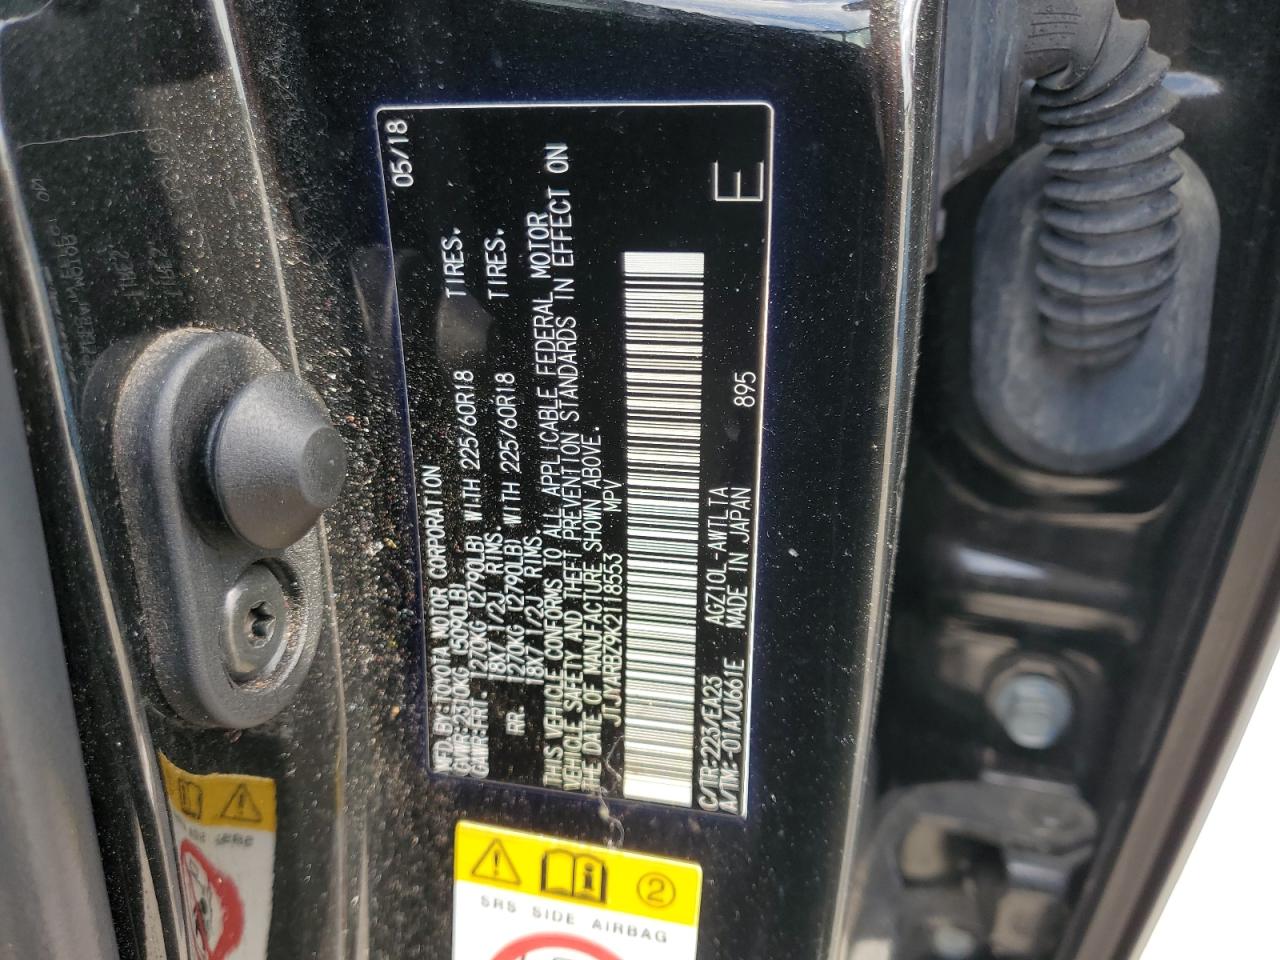 MFD.BY:TOYOTA MOTOR CORPORATION 05/18
GVWR:2310KG (5090LB)
GAWR:FRT. 1270KG (2790LB) WITH 225/60R18 TIRES.
18X7 1/2J RIMS.
RR. 1270KG (2790LB) WITH 225/60R18 TIRES.
18X7 1/2J RIMS.
THIS VEHICLE CONFORMS TO ALL APPLICABLE FEDERAL MOTOR
VEHICLE SAFETY AND THEFT PREVENTION STANDARDS IN EFFECT ON
THE DATE OF MANUFACTURE SHOWN ABOVE.
JTJYARBZ9K2118553 MPV
C/TR:223/EA23 AGZ10L-AWTLTA
A/TM:-01A/U661E MADE IN JAPAN 895 E
2
SRS SIDE AIRBAG